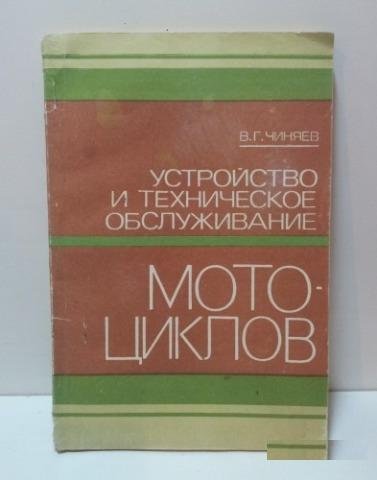 В.Г.ЧИНЯЕВ
УСТРОЙСТВО
И ТЕХНИЧЕСКОЕ
ОБСЛУЖИВАНИЕ
МОТО-
ЦИКЛОВ